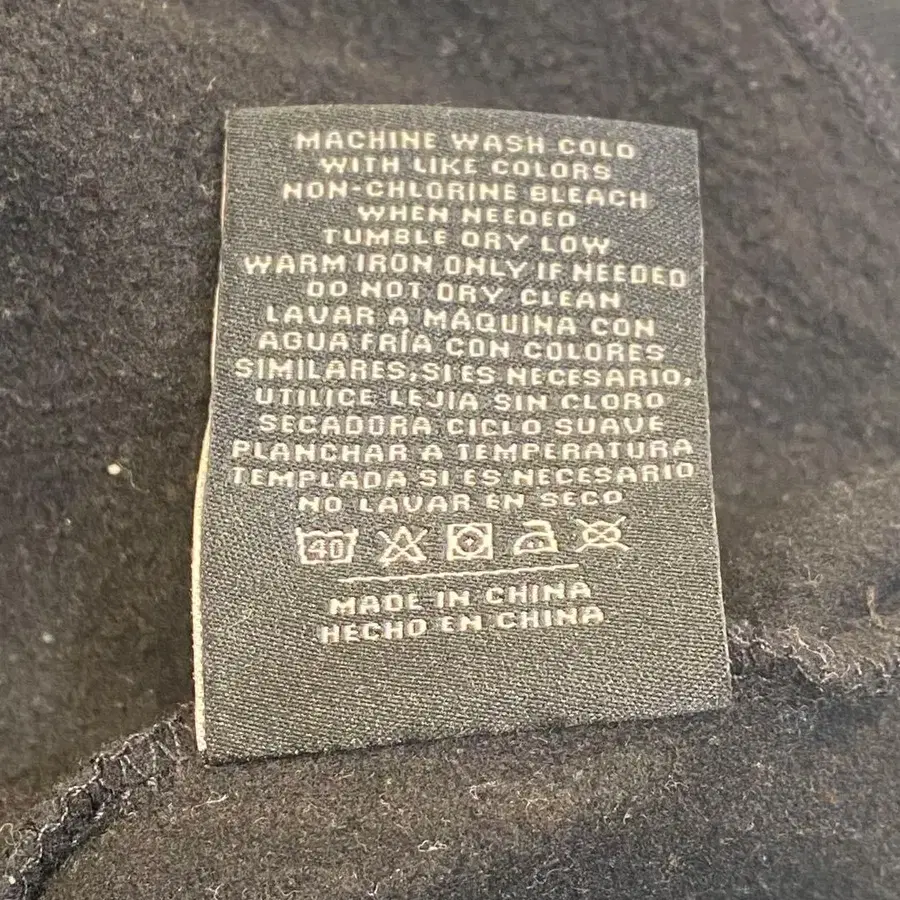 MACHINE WASH COLD
WITH LIKE COLORS
NON-CHLORINE BLEACH
WHEN NEEDED
TUMBLE DRY LOW
WARM IRON ONLY IF NEEDED
DO NOT DRY CLEAN
LAVAR A MÁQUINA CON
AGUA FRÍA CON COLORES
SIMILARES, SI ES NECESARIO,
UTILICE LEJIA SIN CLORO
SECADORA CICLO SUAVE
PLANCHAR A TEMPERATURA
TEMPLADA SI ES NECESARIO
NO LAVAR EN SECO
40
MADE IN CHINA
HECHO EN CHINA